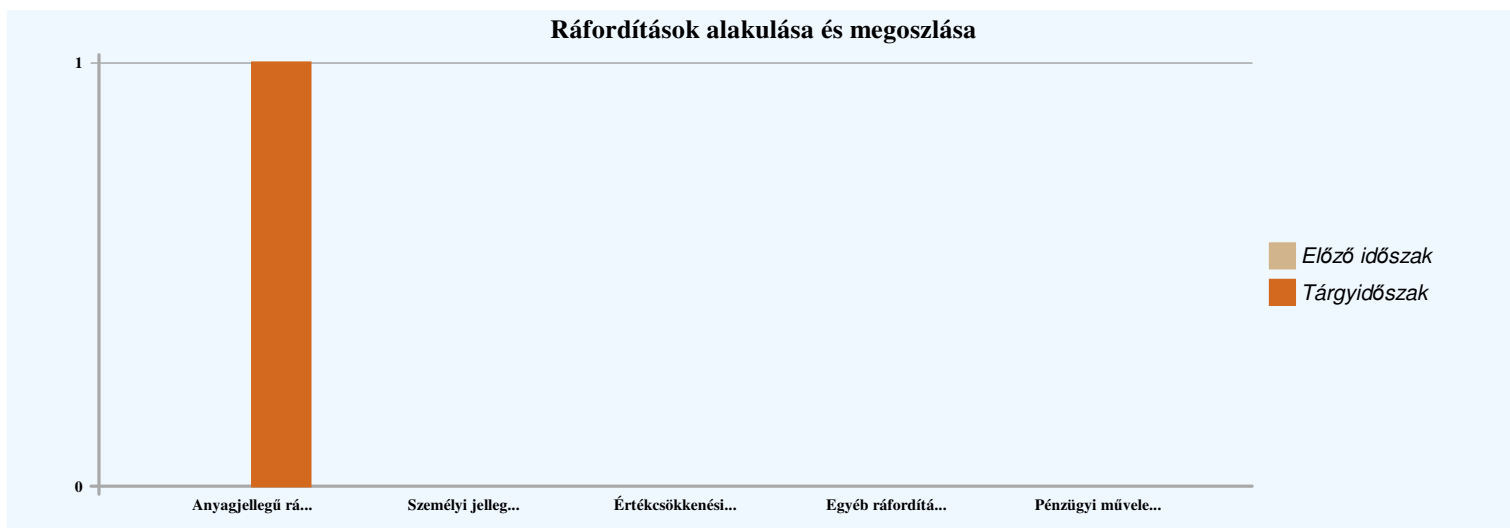 Ráfordítások alakulása és megoszlása
1
0
Anyagjellegű rá...
Személyi jelleg...
Értékcsökkenési...
Egyéb ráfordítá...
Pénzügyi művele...
Előző időszak
Tárgyidőszak